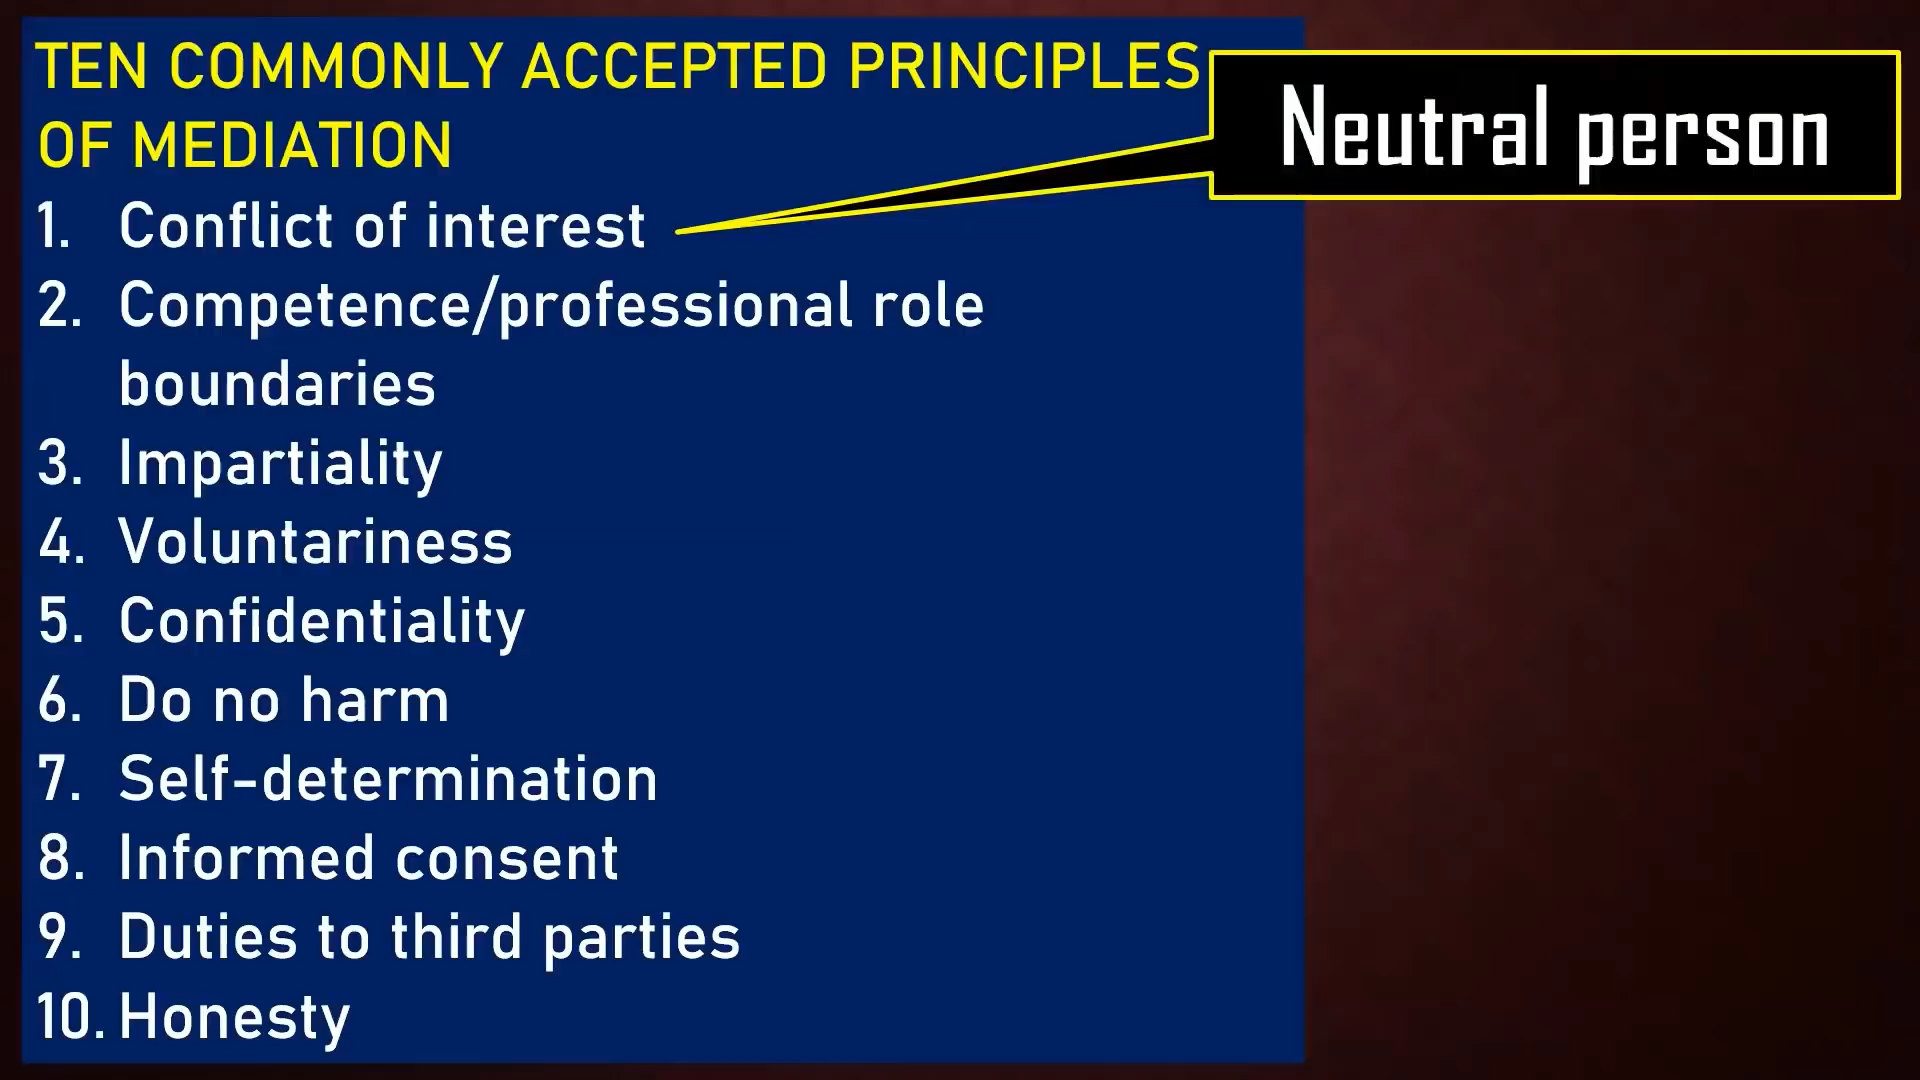 TEN COMMONLY ACCEPTED PRINCIPLES
OF MEDIATION
Neutral person
1. Conflict of interest
2. Competence/professional role
boundaries
3. Impartiality
4. Voluntariness
5. Confidentiality
6. Do no harm
7. Self-determination
8. Informed consent
9. Duties to third parties
10. Honesty